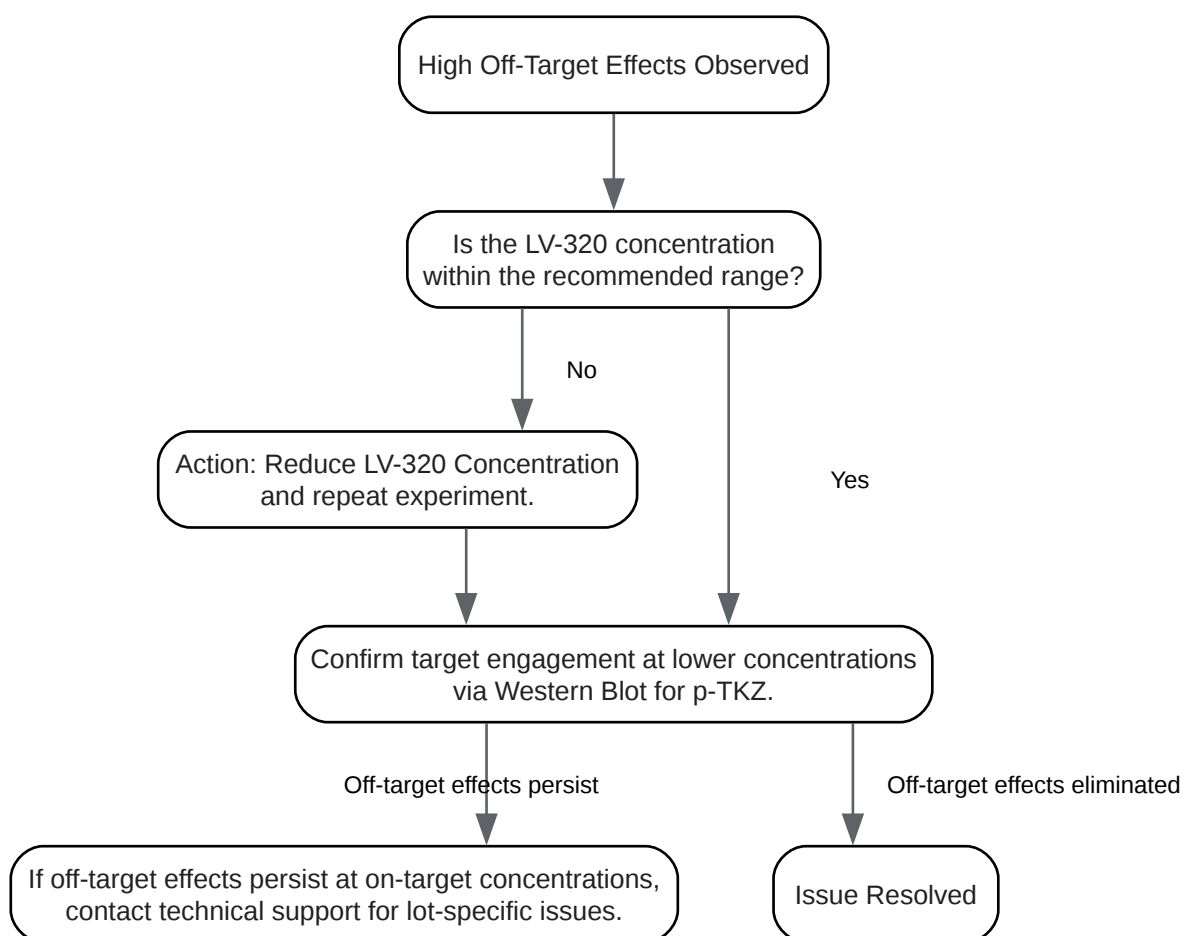 High Off-Target Effects Observed
Is the LV-320 concentration
within the recommended range?
No
Action: Reduce LV-320 Concentration
and repeat experiment.
Yes
Confirm target engagement at lower concentrations
via Western Blot for p-TKZ.
Off-target effects persist
Off-target effects eliminated
If off-target effects persist at on-target concentrations,
contact technical support for lot-specific issues.
Issue Resolved